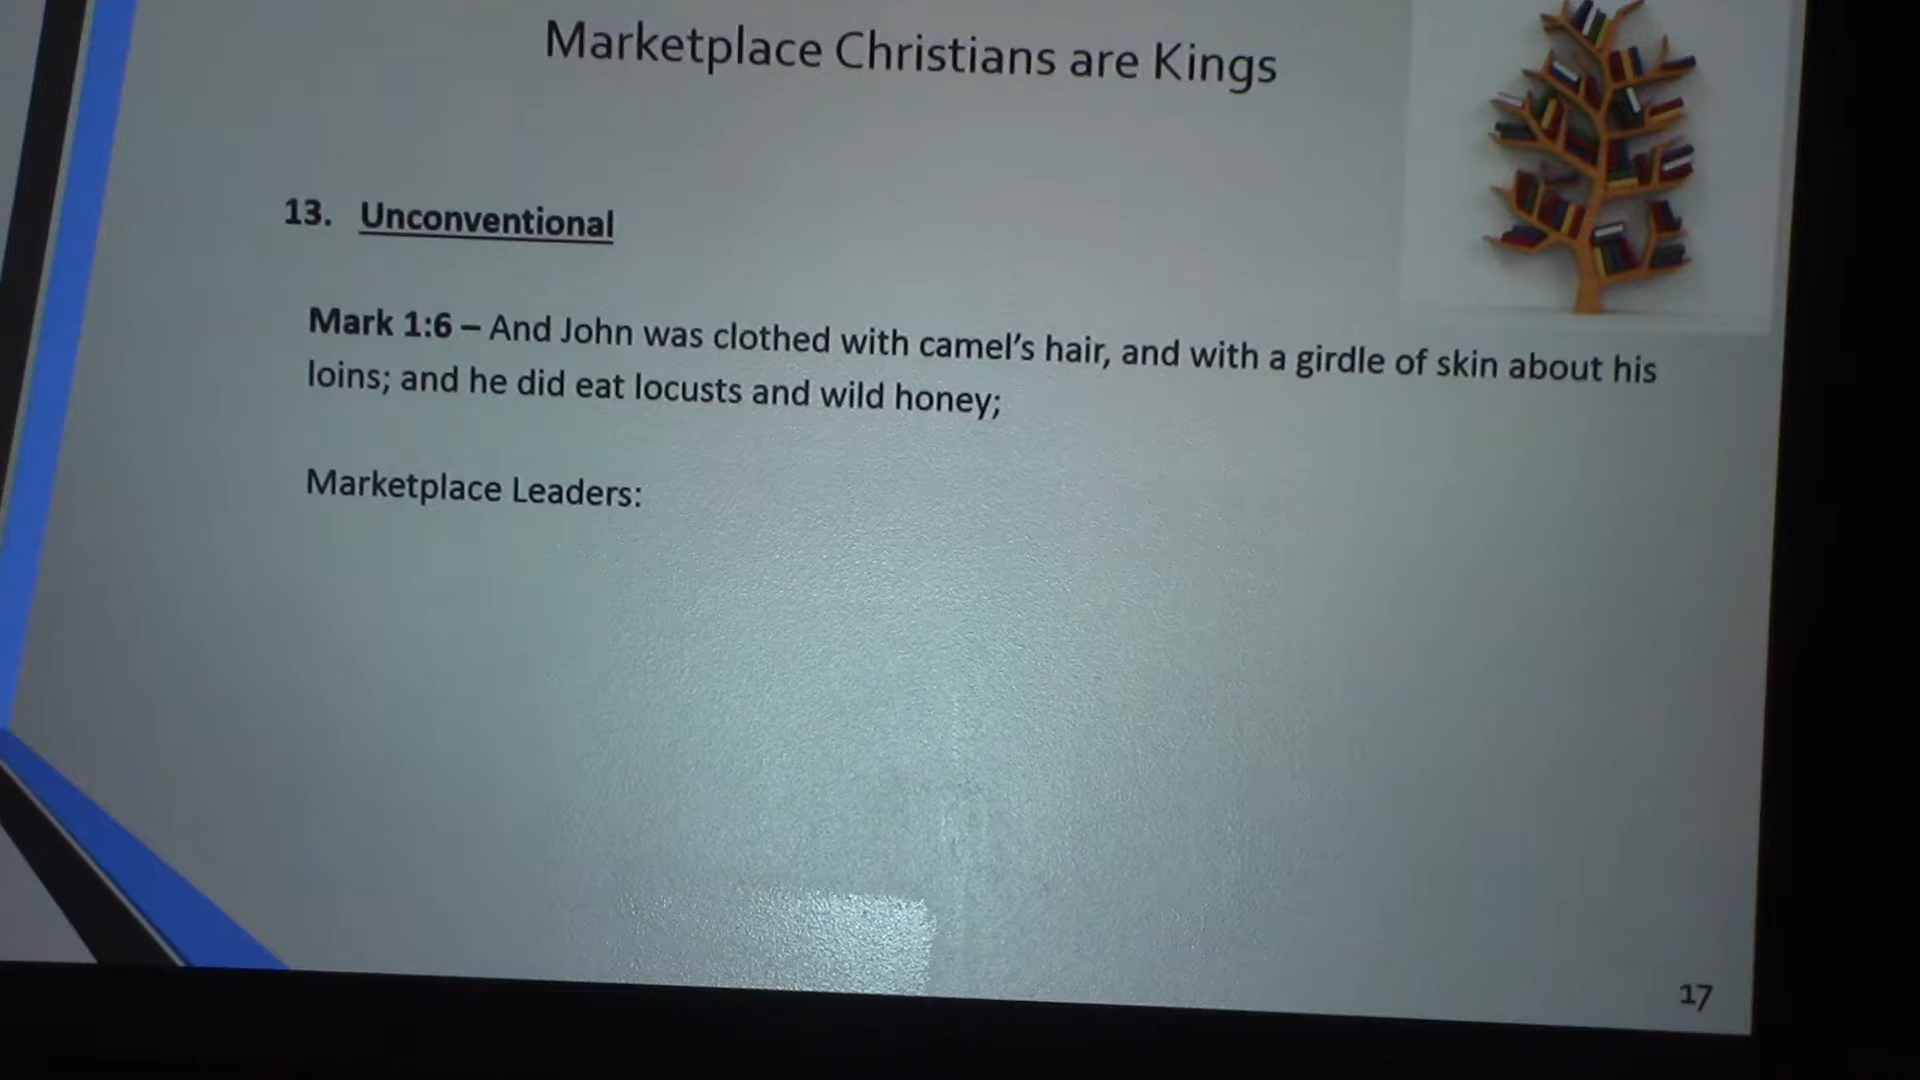 Marketplace Christians are Kings
13. Unconventional
Mark 1:6 – And John was clothed with camel's hair, and with a girdle of skin about his
loins; and he did eat locusts and wild honey;
Marketplace Leaders:
17